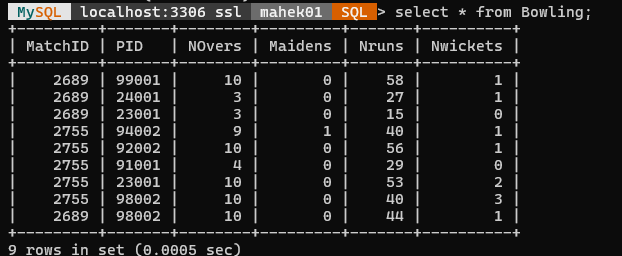 MySQL localhost:3306 ssl mahek01 SQL > select * from Bowling;
+---------+-------+--------+---------+-------+----------+
| MatchID | PID   | NOvers | Maidens | Nruns | Nwickets |
+---------+-------+--------+---------+-------+----------+
|    2689 | 99001 |     10 |       0 |    58 |        1 |
|    2689 | 24001 |      3 |       0 |    27 |        1 |
|    2689 | 23001 |      3 |       0 |    15 |        0 |
|    2755 | 94002 |      9 |       1 |    40 |        1 |
|    2755 | 92002 |     10 |       0 |    56 |        1 |
|    2755 | 91001 |      4 |       0 |    29 |        0 |
|    2755 | 23001 |     10 |       0 |    53 |        2 |
|    2755 | 98002 |     10 |       0 |    40 |        3 |
|    2689 | 98002 |     10 |       0 |    44 |        1 |
+---------+-------+--------+---------+-------+----------+
9 rows in set (0.0005 sec)